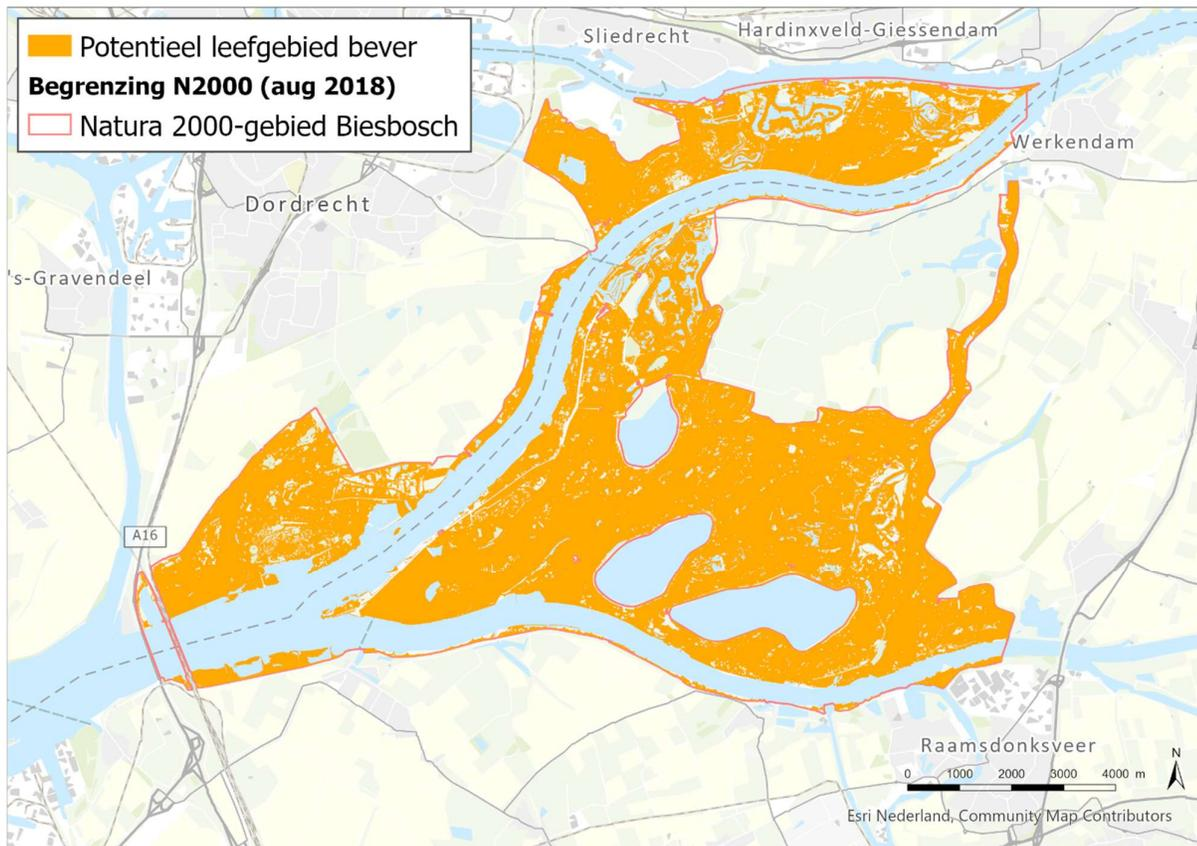 Potentieel leefgebied bever
Begrenzing N2000 (aug 2018)
Natura 2000-gebied Biesbosch
Sliedrecht
Hardinxveld-Giessendam
Werkendam
Dordrecht
's-Gravendeel
A16
Raamsdonksveer
N
0 1000 2000 3000 4000 m
Esri Nederland, Community Map Contributors